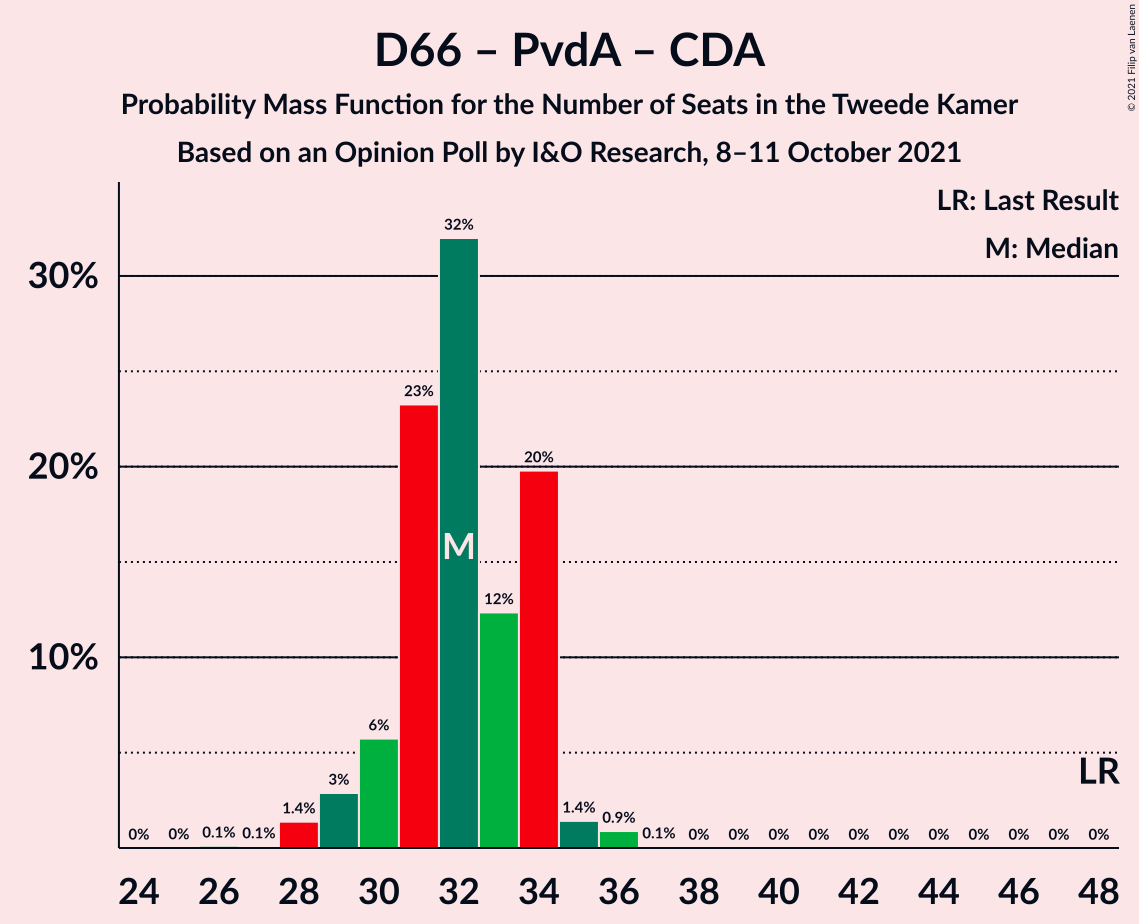 D66 – PvdA – CDA
Probability Mass Function for the Number of Seats in the Tweede Kamer
Based on an Opinion Poll by I&O Research, 8–11 October 2021
© 2021 Filip van Laenen
LR: Last Result
M: Median
30%
20%
10%
0% 0% 0.1% 0.1% 1.4% 3% 6% 23% 32% 12% 20% 1.4% 0.9% 0.1% 0% 0% 0% 0% 0% 0% 0% 0% 0% 0% 0%
M
LR
24 26 28 30 32 34 36 38 40 42 44 46 48